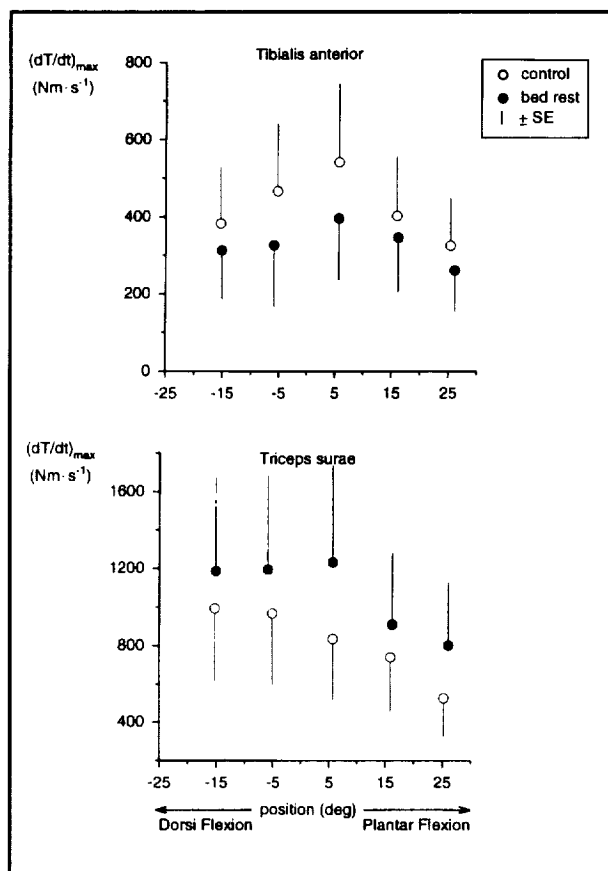 (dT/dt)max
(Nm·s-1)
Tibialis anterior
control
bed rest
± SE
800
600
400
200
0
-25 -15 -5 5 15 25
(dT/dt)max
(Nm·s-1)
Triceps surae
1600
1200
800
400
-25 -15 -5 5 15 25
position (deg)
Dorsi Flexion Plantar Flexion